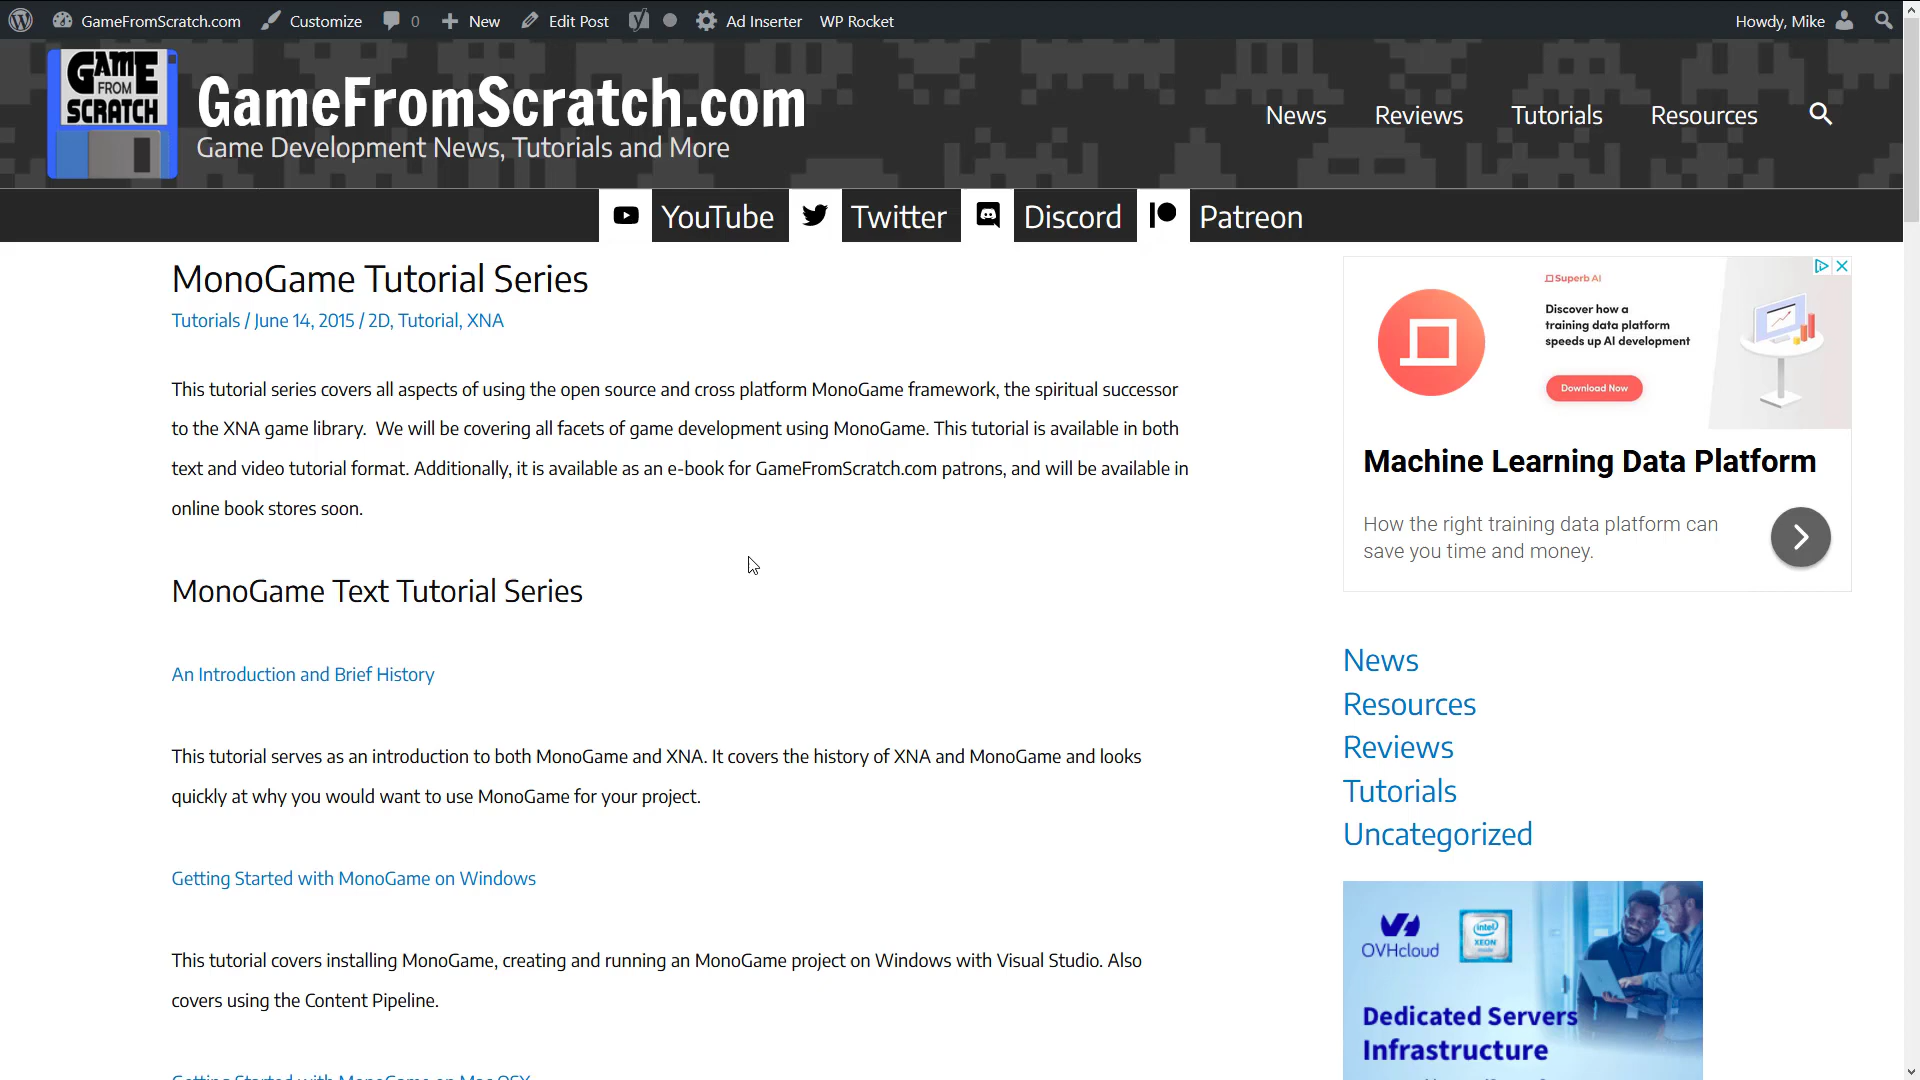 GameFromScratch.com Customize 0 New Edit Post Ad Inserter WP Rocket Howdy, Mike
GAME
FROM
SCRATCH
GameFromScratch.com
Game Development News, Tutorials and More
News Reviews Tutorials Resources
YouTube Twitter Discord Patreon
MonoGame Tutorial Series
Tutorials / June 14, 2015 / 2D, Tutorial, XNA
This tutorial series covers all aspects of using the open source and cross platform MonoGame framework, the spiritual successor
to the XNA game library.  We will be covering all facets of game development using MonoGame. This tutorial is available in both
text and video tutorial format. Additionally, it is available as an e-book for GameFromScratch.com patrons, and will be available in
online book stores soon.
MonoGame Text Tutorial Series
An Introduction and Brief History
This tutorial serves as an introduction to both MonoGame and XNA. It covers the history of XNA and MonoGame and looks
quickly at why you would want to use MonoGame for your project.
Getting Started with MonoGame on Windows
This tutorial covers installing MonoGame, creating and running an MonoGame project on Windows with Visual Studio. Also
covers using the Content Pipeline.
Getting Started with MonoGame on Mac OSX
Superb AI
Discover how a
training data platform
speeds up AI development
Download Now
Machine Learning Data Platform
How the right training data platform can
save you time and money.
News
Resources
Reviews
Tutorials
Uncategorized
OVHcloud
intel
XEON
Dedicated Servers
Infrastructure